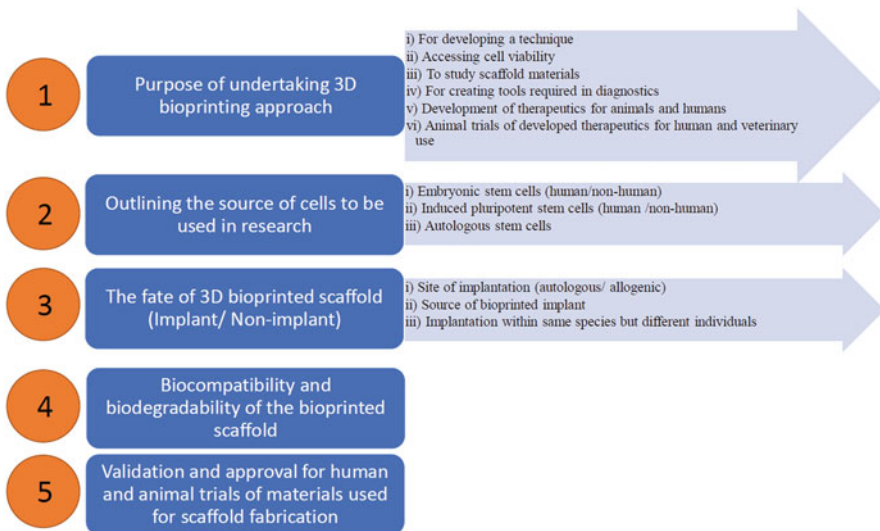 1
Purpose of undertaking 3D
bioprinting approach
i) For developing a technique
ii) Accessing cell viability
iii) To study scaffold materials
iv) For creating tools required in diagnostics
v) Development of therapeutics for animals and humans
vi) Animal trials of developed therapeutics for human and veterinary
use
2
Outlining the source of cells to be
used in research
i) Embryonic stem cells (human/non-human)
ii) Induced pluripotent stem cells (human /non-human)
iii) Autologous stem cells
3
The fate of 3D bioprinted scaffold
(Implant/ Non-implant)
i) Site of implantation (autologous/ allogenic)
ii) Source of bioprinted implant
iii) Implantation within same species but different individuals
4
Biocompatibility and
biodegradability of the bioprinted
scaffold
5
Validation and approval for human
and animal trials of materials used
for scaffold fabrication